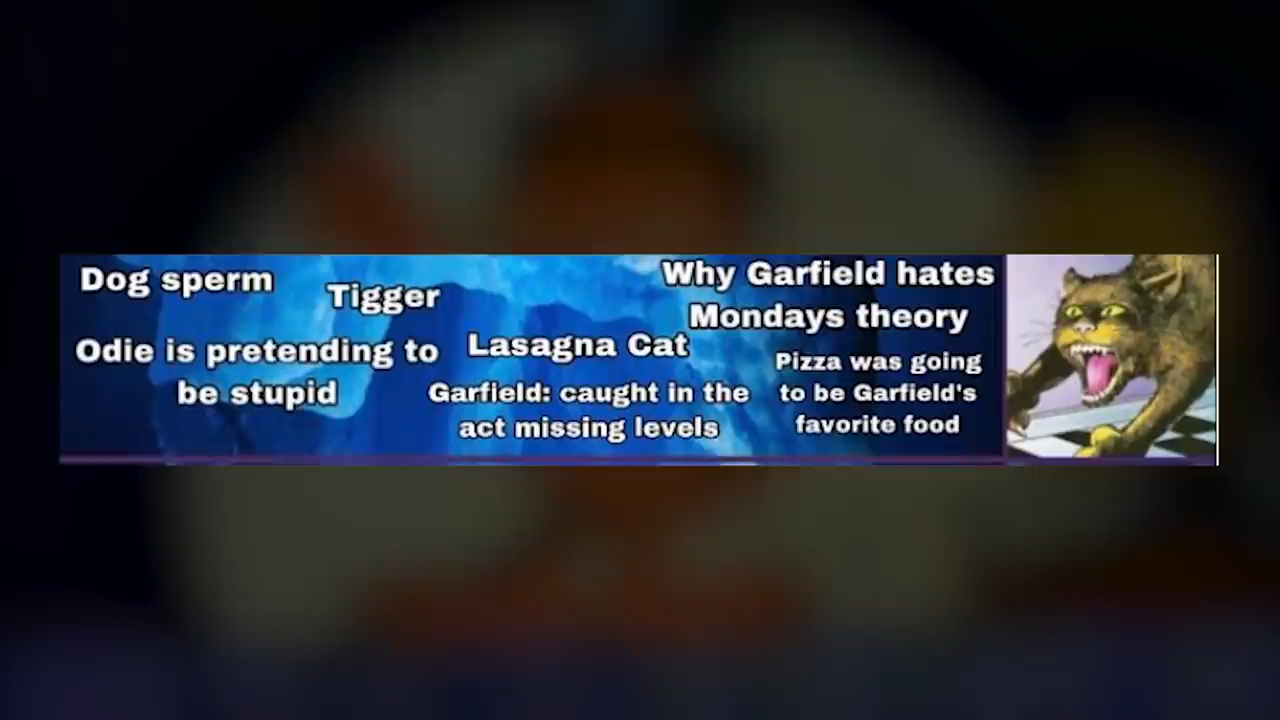 Dog sperm
Tigger
Odie is pretending to
be stupid
Lasagna Cat
Garfield: caught in the
act missing levels
Why Garfield hates
Mondays theory
Pizza was going
to be Garfield's
favorite food